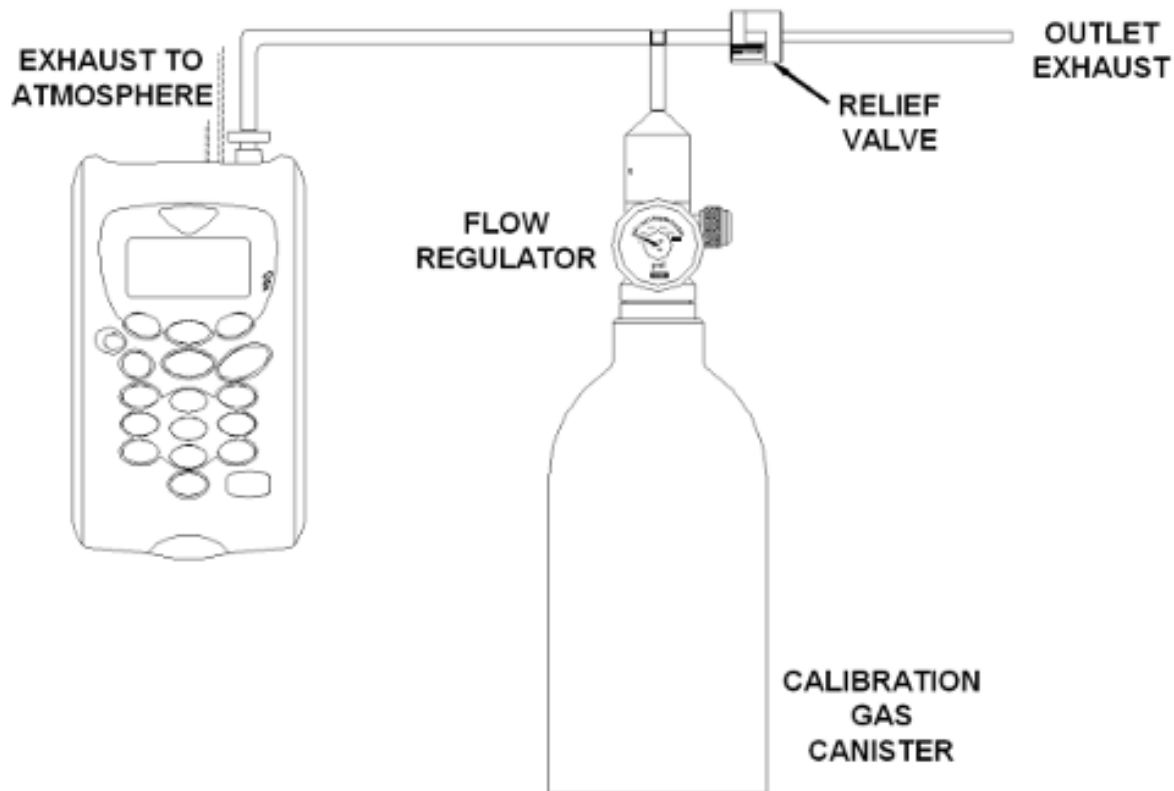 EXHAUST TO
ATMOSPHERE
OUTLET
EXHAUST
RELIEF
VALVE
FLOW
REGULATOR
CALIBRATION
GAS
CANISTER